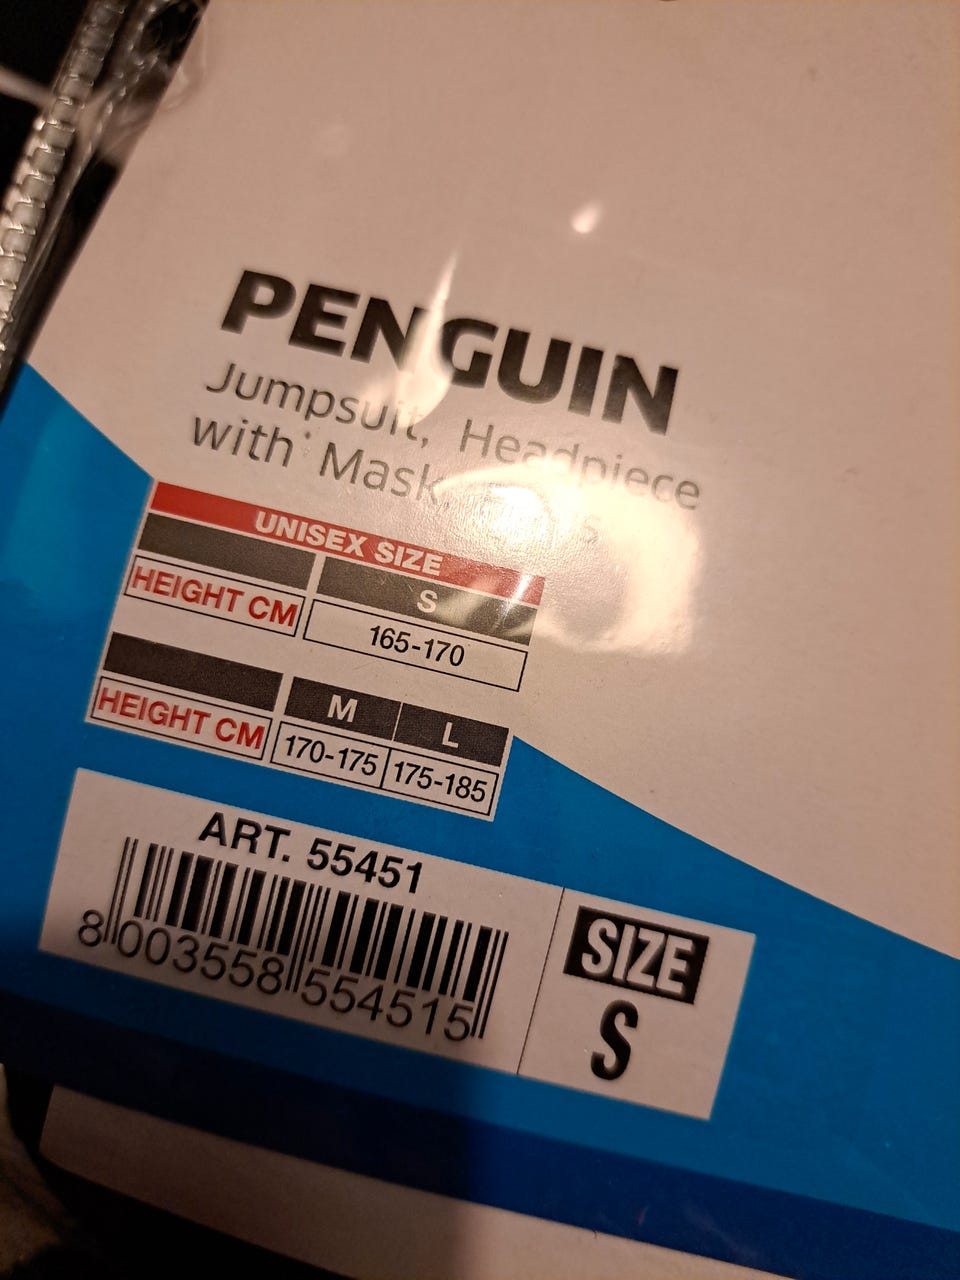 PENGUIN
Jumpsuit, Headpiece
with Mask,
UNISEX SIZE
S
HEIGHT CM 165-170
M L
HEIGHT CM 170-175 175-185
ART. 55451
8 003558 554515
SIZE
S